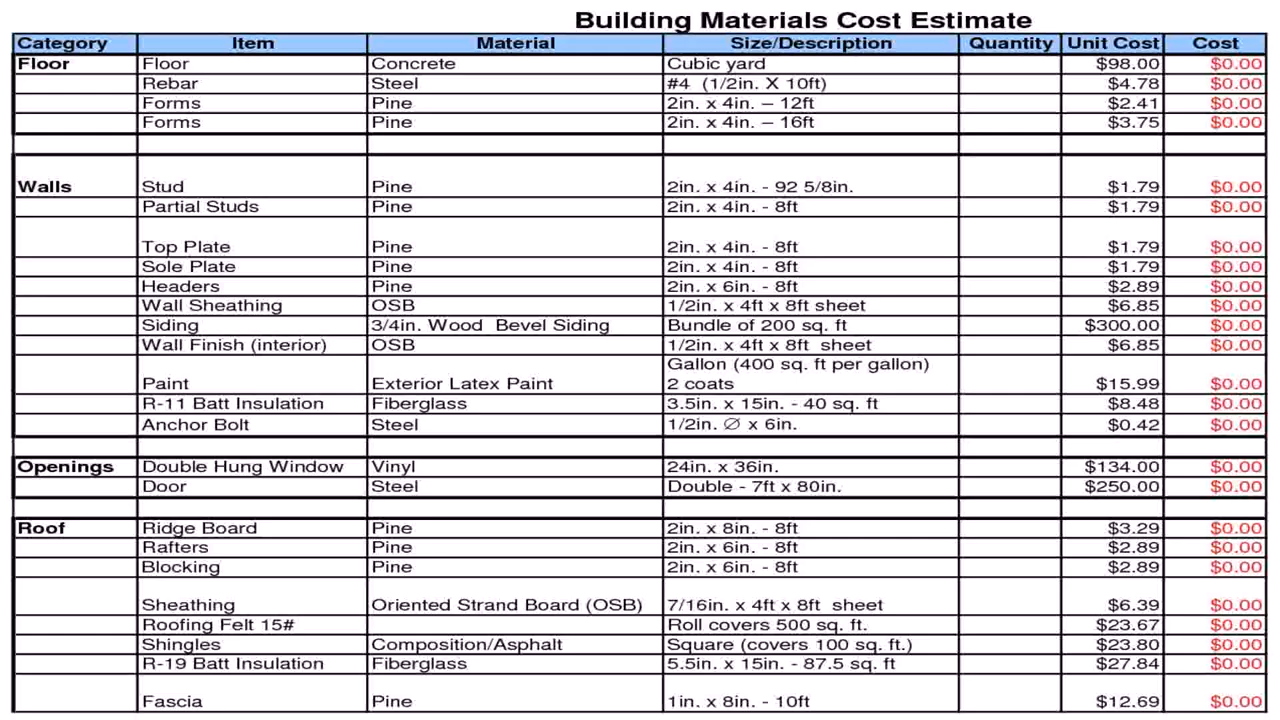 Building Materials Cost Estimate
Category Item Material Size/Description Quantity Unit Cost Cost
Floor Floor Concrete Cubic yard $98.00 $0.00
Rebar Steel #4 (1/2in. X 10ft) $4.78 $0.00
Forms Pine 2in. x 4in. – 12ft $2.41 $0.00
Forms Pine 2in. x 4in. – 16ft $3.75 $0.00
Walls Stud Pine 2in. x 4in. - 92 5/8in. $1.79 $0.00
Partial Studs Pine 2in. x 4in. - 8ft $1.79 $0.00
Top Plate Pine 2in. x 4in. - 8ft $1.79 $0.00
Sole Plate Pine 2in. x 4in. - 8ft $1.79 $0.00
Headers Pine 2in. x 6in. - 8ft $2.89 $0.00
Wall Sheathing OSB 1/2in. x 4ft x 8ft sheet $6.85 $0.00
Siding 3/4in. Wood Bevel Siding Bundle of 200 sq. ft $300.00 $0.00
Wall Finish (interior) OSB 1/2in. x 4ft x 8ft sheet $6.85 $0.00
Gallon (400 sq. ft per gallon)
Paint Exterior Latex Paint 2 coats $15.99 $0.00
R-11 Batt Insulation Fiberglass 3.5in. x 15in. - 40 sq. ft $8.48 $0.00
Anchor Bolt Steel 1/2in. ∅ x 6in. $0.42 $0.00
Openings Double Hung Window Vinyl 24in. x 36in. $134.00 $0.00
Door Steel Double - 7ft x 80in. $250.00 $0.00
Roof Ridge Board Pine 2in. x 8in. - 8ft $3.29 $0.00
Rafters Pine 2in. x 6in. - 8ft $2.89 $0.00
Blocking Pine 2in. x 6in. - 8ft $2.89 $0.00
Sheathing Oriented Strand Board (OSB) 7/16in. x 4ft x 8ft sheet $6.39 $0.00
Roofing Felt 15# Roll covers 500 sq. ft. $23.67 $0.00
Shingles Composition/Asphalt Square (covers 100 sq. ft.) $23.80 $0.00
R-19 Batt Insulation Fiberglass 5.5in. x 15in. - 87.5 sq. ft $27.84 $0.00
Fascia Pine 1in. x 8in. - 10ft $12.69 $0.00